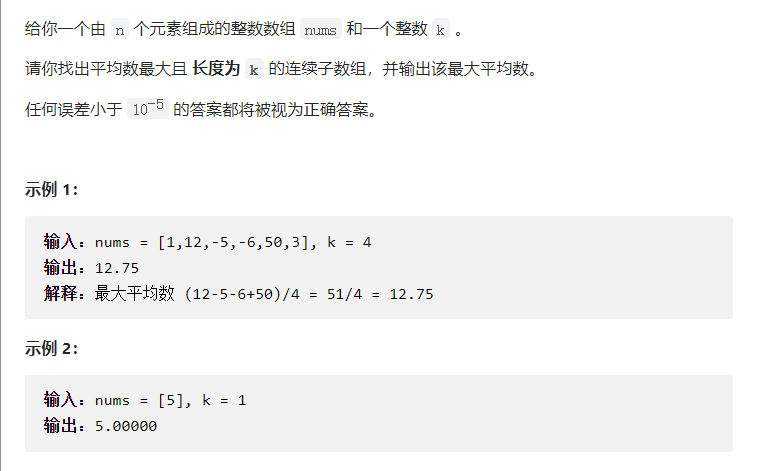 给你一个由 n 个元素组成的整数数组 nums 和一个整数 k 。
请你找出平均数最大且 长度为 k 的连续子数组，并输出该最大平均数。
任何误差小于 10⁻⁵ 的答案都将被视为正确答案。
示例 1：
输入：nums = [1,12,-5,-6,50,3], k = 4
输出：12.75
解释：最大平均数 (12-5-6+50)/4 = 51/4 = 12.75
示例 2：
输入：nums = [5], k = 1
输出：5.00000